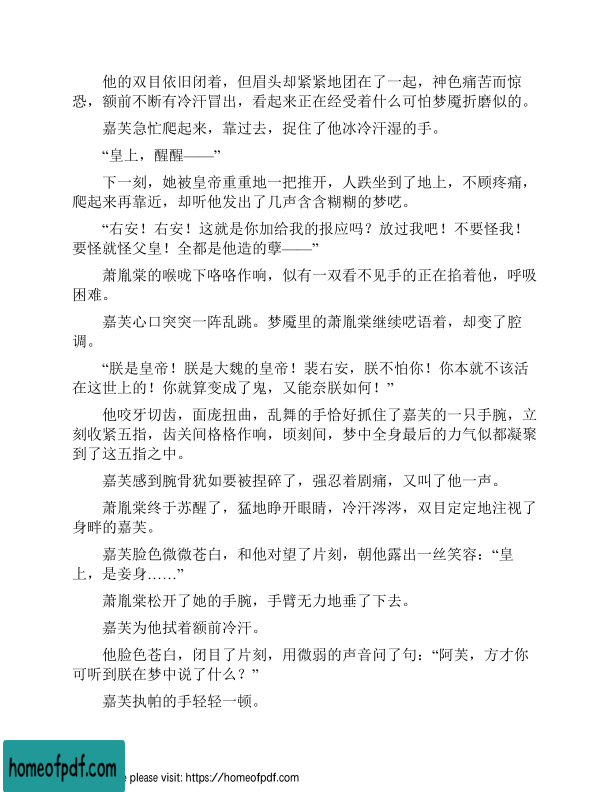 他的双目依旧闭着，但眉头却紧紧地团在了一起，神色痛苦而惊
恐，额前不断有冷汗冒出，看起来正在经受着什么可怕梦魇折磨似的。
嘉芙急忙爬起来，靠过去，捉住了他冰冷汗湿的手。
“皇上，醒醒——”
下一刻，她被皇帝重重地一把推开，人跌坐到了地上，不顾疼痛，
爬起来再靠近，却听他发出了几声含含糊糊的梦呓。
“右安！右安！这就是你加给我的报应吗？放过我吧！不要怪我！
要怪就怪父皇！全都是他造的孽——”
萧胤棠的喉咙下咯咯作响，似有一双看不见手的正在掐着他，呼吸
困难。
嘉芙心口突突一阵乱跳。梦魇里的萧胤棠继续呓语着，却变了腔
调。
“朕是皇帝！朕是大魏的皇帝！裴右安，朕不怕你！你本就不该活
在这世上的！你就算变成了鬼，又能奈朕如何！”
他咬牙切齿，面庞扭曲，乱舞的手恰好抓住了嘉芙的一只手腕，立
刻收紧五指，齿关间格格作响，顷刻间，梦中全身最后的力气似都凝聚
到了这五指之中。
嘉芙感到腕骨犹如要被捏碎了，强忍着剧痛，又叫了他一声。
萧胤棠终于苏醒了，猛地睁开眼睛，冷汗涔涔，双目定定地注视了
身畔的嘉芙。
嘉芙脸色微微苍白，和他对望了片刻，朝他露出一丝笑容：“皇
上，是妾身……”
萧胤棠松开了她的手腕，手臂无力地垂了下去。
嘉芙为他拭着额前冷汗。
他脸色苍白，闭目了片刻，用微弱的声音问了句：“阿芙，方才你
可听到朕在梦中说了什么？”
嘉芙执帕的手轻轻一顿。
homeofpdf.com
e please visit: https://homeofpdf.com